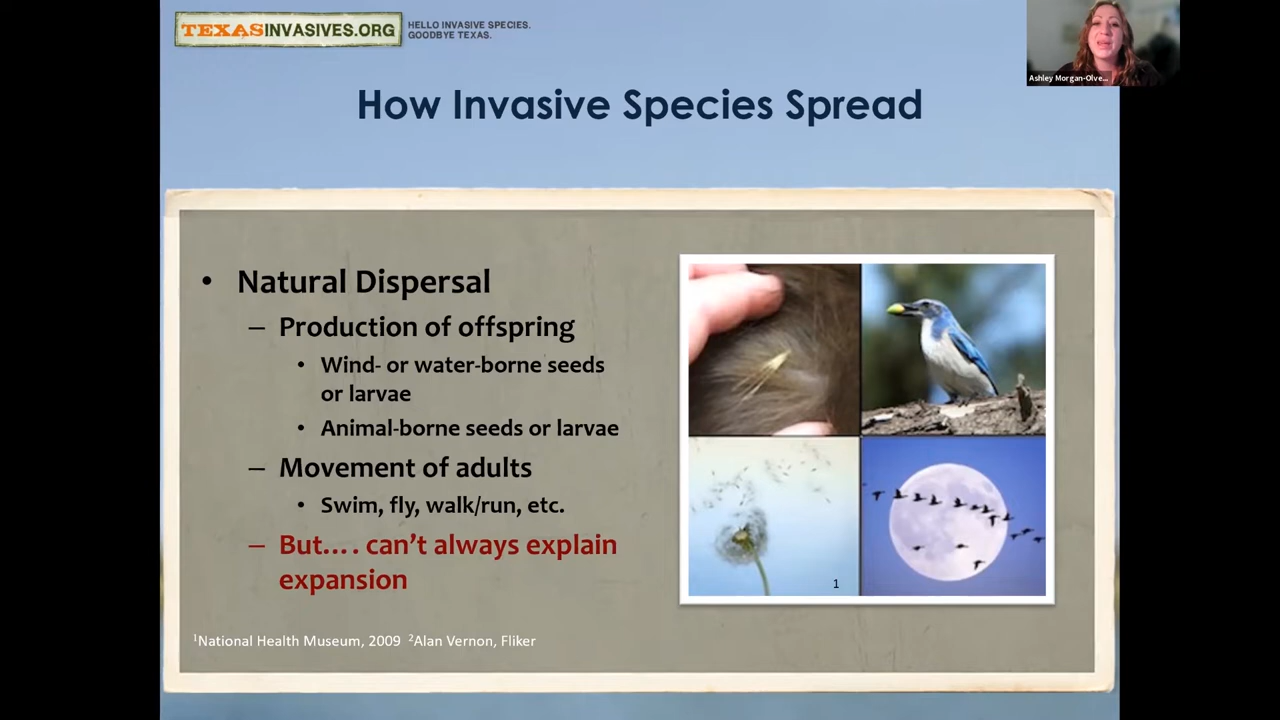 TEXASINVASIVES.ORG
HELLO INVASIVE SPECIES.
GOODBYE TEXAS.
Ashley Morgan-Olve...
How Invasive Species Spread
• Natural Dispersal
– Production of offspring
• Wind- or water-borne seeds
or larvae
• Animal-borne seeds or larvae
– Movement of adults
• Swim, fly, walk/run, etc.
– But.... can’t always explain
expansion
1
¹National Health Museum, 2009 ²Alan Vernon, Fliker